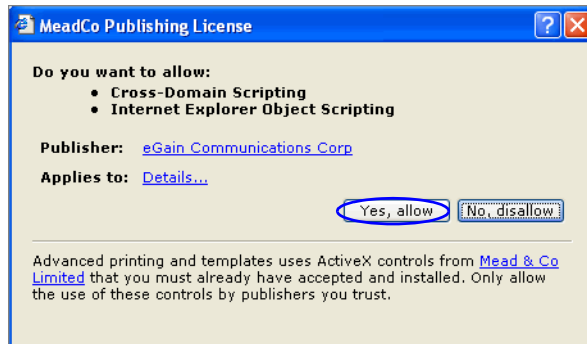 MeadCo Publishing License
Do you want to allow:
• Cross-Domain Scripting
• Internet Explorer Object Scripting
Publisher: eGain Communications Corp
Applies to: Details...
Yes, allow No, disallow
Advanced printing and templates uses ActiveX controls from Mead & Co
Limited that you must already have accepted and installed. Only allow
the use of these controls by publishers you trust.